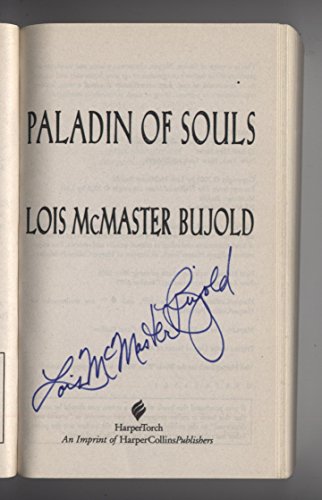 PALADIN OF SOULS
LOIS McMASTER BUJOLD
Lois McMaster Bujold
HarperTorch
An Imprint of HarperCollinsPublishers